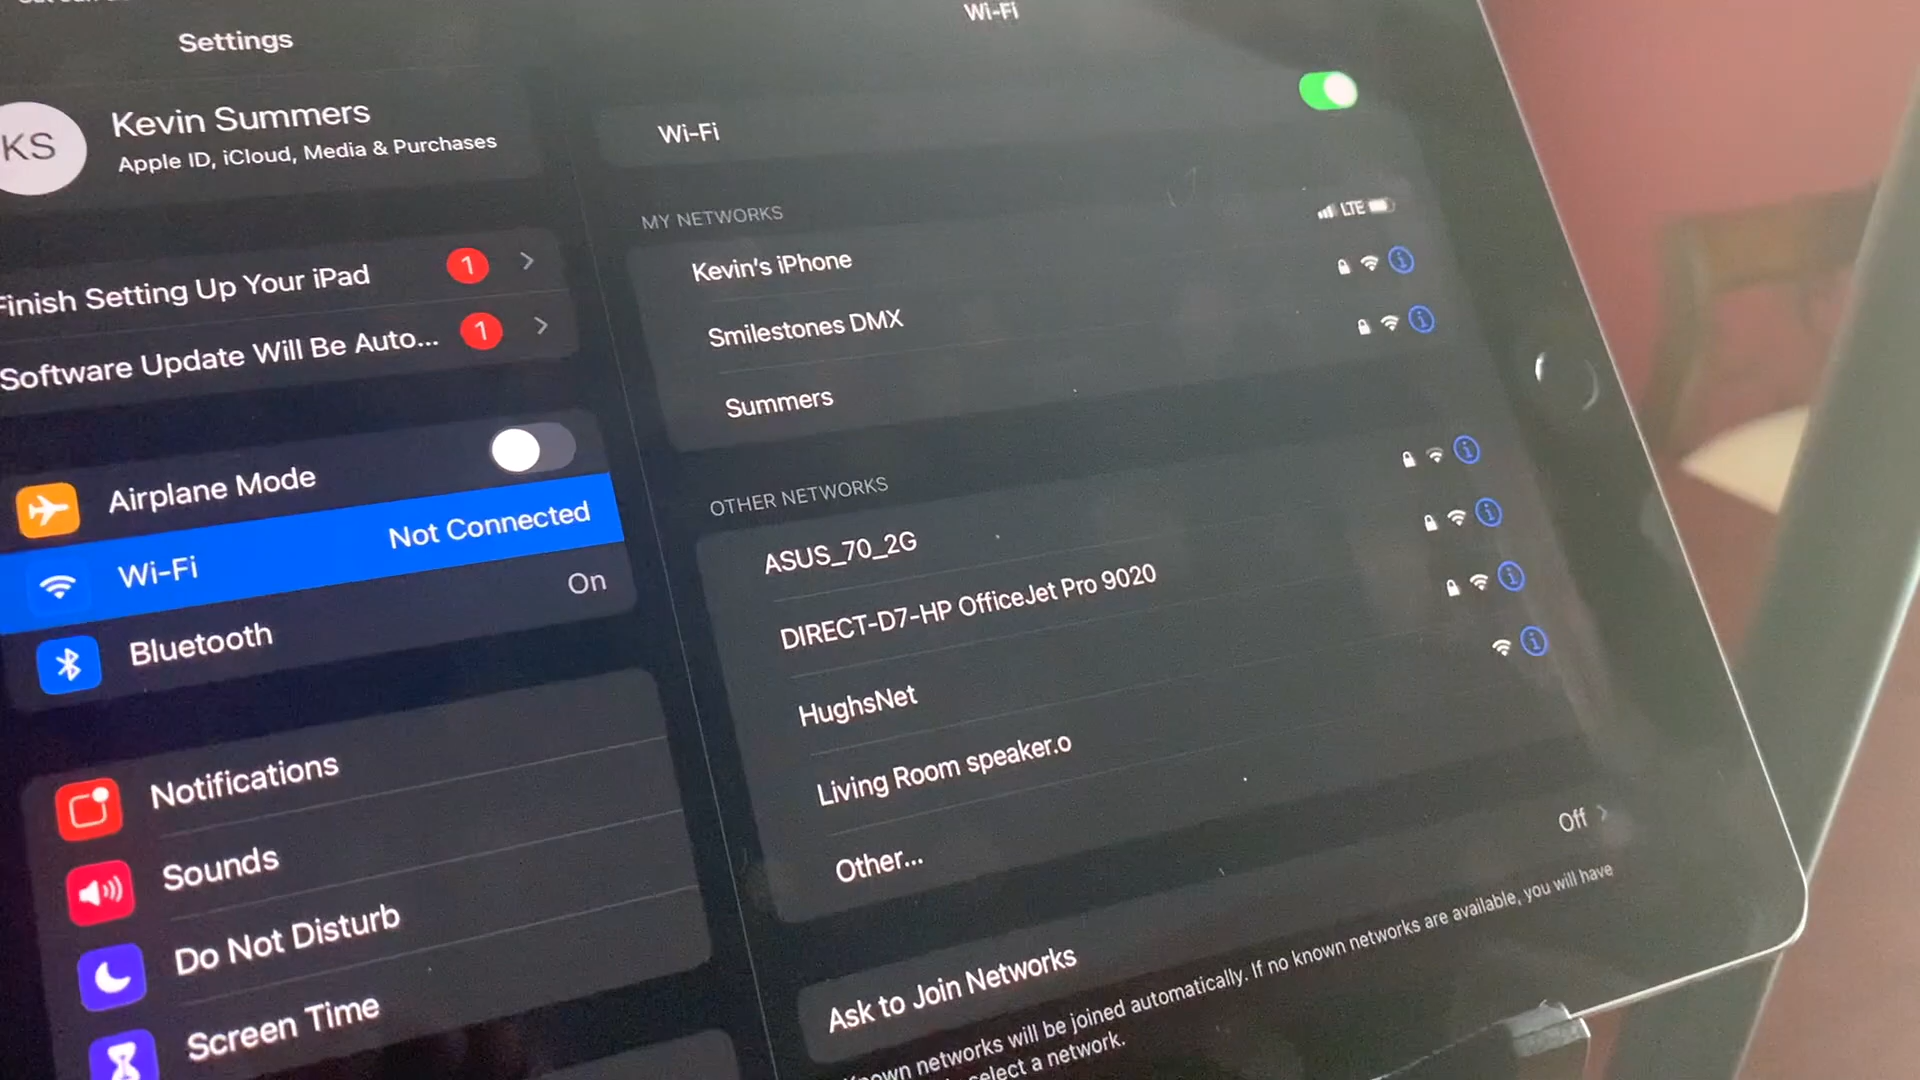 Settings
KS
Kevin Summers
Apple ID, iCloud, Media & Purchases
Finish Setting Up Your iPad 1
Software Update Will Be Auto... 1
Airplane Mode
Wi-Fi Not Connected
Bluetooth On
Notifications
Sounds
Do Not Disturb
Screen Time
Wi-Fi
Wi-Fi
MY NETWORKS
Kevin's iPhone LTE
Smilestones DMX
Summers
OTHER NETWORKS
ASUS_70_2G
DIRECT-D7-HP OfficeJet Pro 9020
HughsNet
Living Room speaker.o
Other...
Ask to Join Networks Off
Known networks will be joined automatically. If no known networks are available, you will have
select a network.